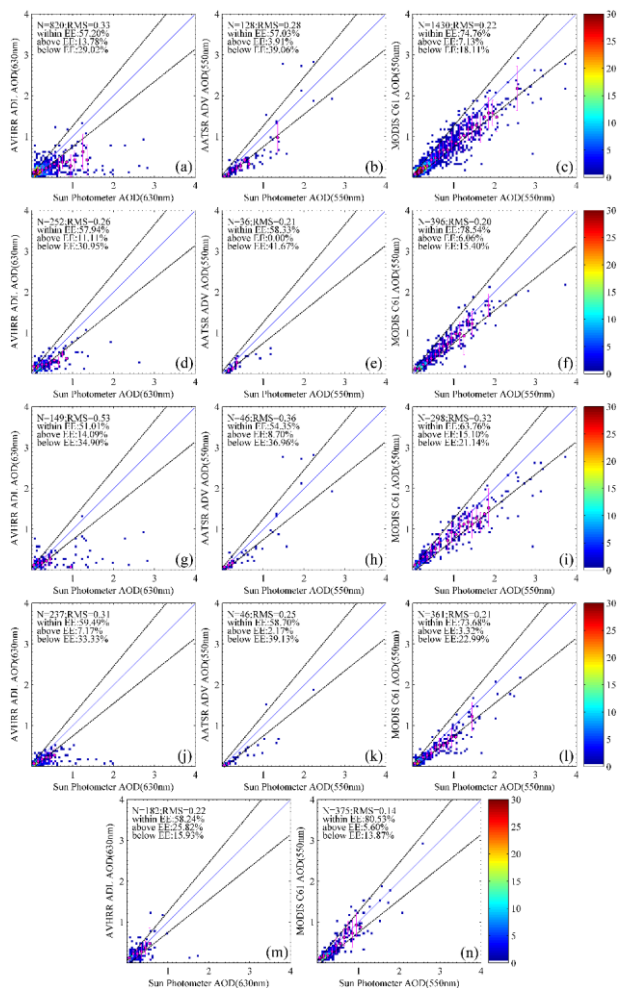 N=820;RMS=0.33
within EE:57.20%
above EE:13.78%
below EE:29.02%
AVHRR ADL AOD(630nm)
Sun Photometer AOD(630nm)
(a)
N=128;RMS=0.28
within EE:57.03%
above EE:3.91%
below EE:39.06%
AATSR ADV AOD(550nm)
Sun Photometer AOD(550nm)
(b)
N=1430;RMS=0.22
within EE:74.76%
above EE:7.13%
below EE:18.11%
MODIS C61 AOD(550nm)
Sun Photometer AOD(550nm)
(c)
N=252;RMS=0.26
within EE:57.94%
above EE:11.11%
below EE:30.95%
AVHRR ADL AOD(630nm)
Sun Photometer AOD(630nm)
(d)
N=36;RMS=0.21
within EE:58.33%
above EE:0.00%
below EE:41.67%
AATSR ADV AOD(550nm)
Sun Photometer AOD(550nm)
(e)
N=396;RMS=0.20
within EE:78.54%
above EE:6.06%
below EE:15.40%
MODIS C61 AOD(550nm)
Sun Photometer AOD(550nm)
(f)
N=149;RMS=0.53
within EE:51.01%
above EE:14.09%
below EE:34.90%
AVHRR ADL AOD(630nm)
Sun Photometer AOD(630nm)
(g)
N=46;RMS=0.36
within EE:54.35%
above EE:8.70%
below EE:36.96%
AATSR ADV AOD(550nm)
Sun Photometer AOD(550nm)
(h)
N=298;RMS=0.32
within EE:63.76%
above EE:15.10%
below EE:21.14%
MODIS C61 AOD(550nm)
Sun Photometer AOD(550nm)
(i)
N=237;RMS=0.31
within EE:59.49%
above EE:7.17%
below EE:33.33%
AVHRR ADL AOD(630nm)
Sun Photometer AOD(630nm)
(j)
N=46;RMS=0.25
within EE:58.70%
above EE:2.17%
below EE:39.13%
AATSR ADV AOD(550nm)
Sun Photometer AOD(550nm)
(k)
N=361;RMS=0.21
within EE:73.68%
above EE:3.32%
below EE:22.99%
MODIS C61 AOD(550nm)
Sun Photometer AOD(550nm)
(l)
N=182;RMS=0.22
within EE:58.24%
above EE:25.82%
below EE:15.93%
AVHRR ADL AOD(630nm)
Sun Photometer AOD(630nm)
(m)
N=375;RMS=0.14
within EE:80.53%
above EE:5.60%
below EE:13.87%
MODIS C61 AOD(550nm)
Sun Photometer AOD(550nm)
(n)
30
25
20
15
10
5
0